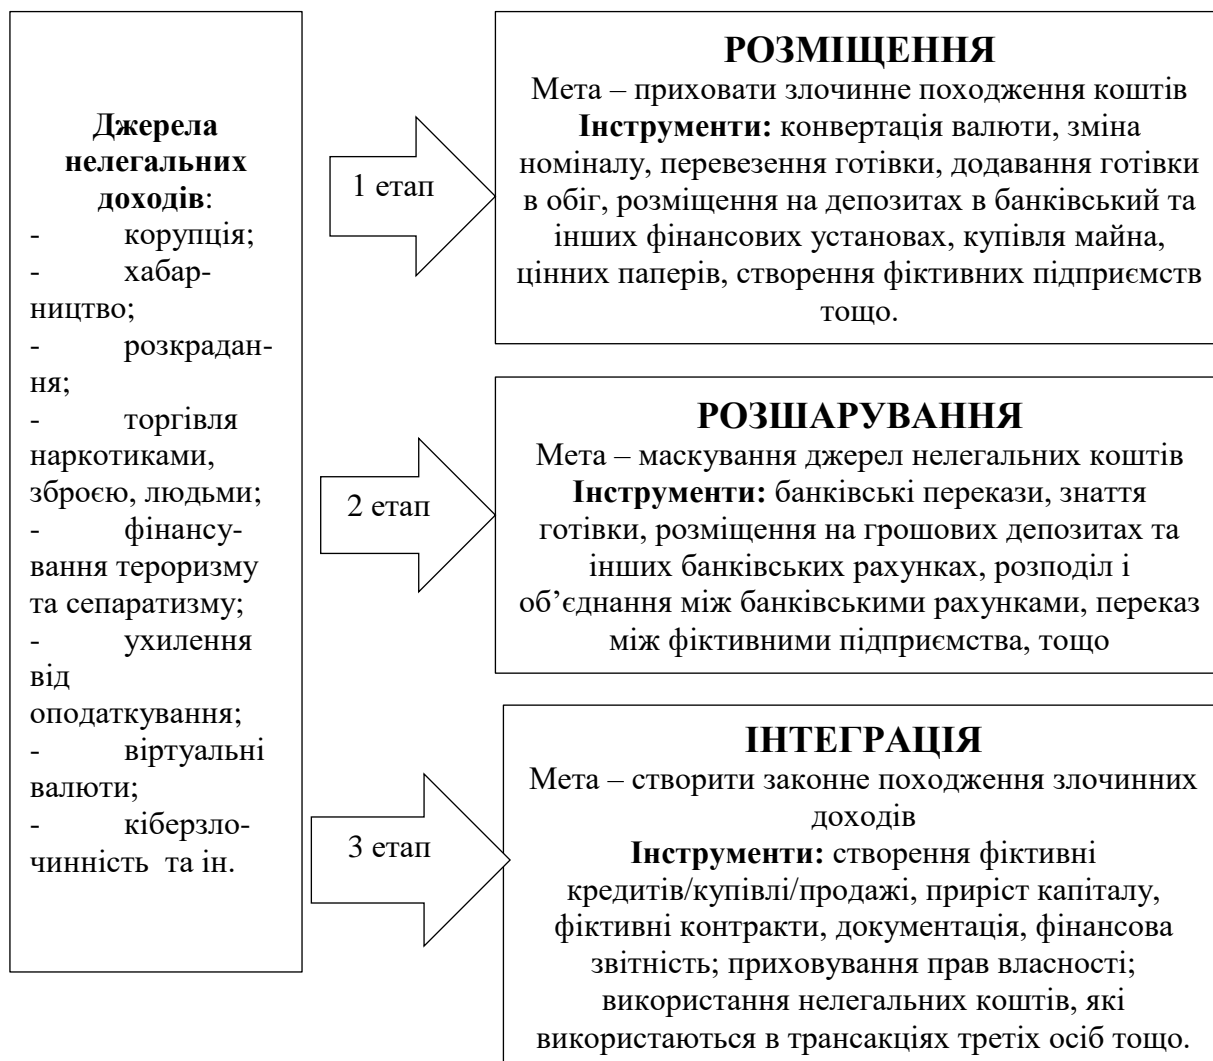 Джерела
нелегальних
доходів:
- корупція;
- хабар-
ництво;
- розкрадан-
ня;
- торгівля
наркотиками,
зброєю, людьми;
- фінансу-
вання тероризму
та сепаратизму;
- ухилення
від
оподаткування;
- віртуальні
валюти;
- кіберзло-
чинність та ін.
1 етап
РОЗМІЩЕННЯ
Мета – приховати злочинне походження коштів
Інструменти: конвертація валюти, зміна
номіналу, перевезення готівки, додавання готівки
в обіг, розміщення на депозитах в банківський та
інших фінансових установах, купівля майна,
цінних паперів, створення фіктивних підприємств
тощо.
2 етап
РОЗШАРУВАННЯ
Мета – маскування джерел нелегальних коштів
Інструменти: банківські перекази, знаття
готівки, розміщення на грошових депозитах та
інших банківських рахунках, розподіл і
об’єднання між банківськими рахунками, переказ
між фіктивними підприємства, тощо
3 етап
ІНТЕГРАЦІЯ
Мета – створити законне походження злочинних
доходів
Інструменти: створення фіктивні
кредитів/купівлі/продажі, приріст капіталу,
фіктивні контракти, документація, фінансова
звітність; приховування прав власності;
використання нелегальних коштів, які
використаються в трансакціях третіх осіб тощо.